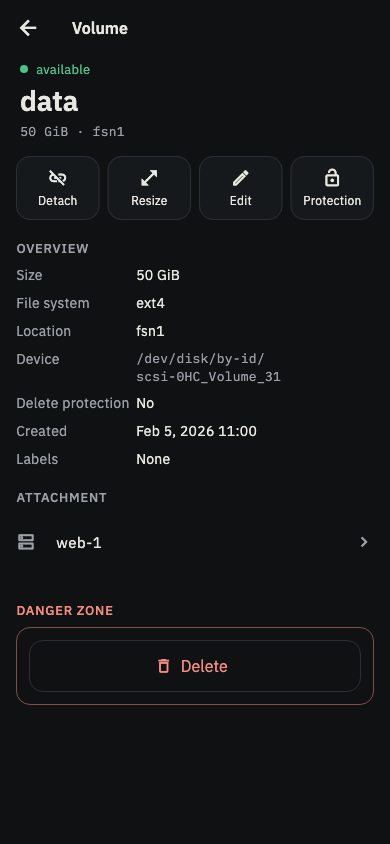 Volume
available
data
50 GiB · fsn1
Detach
Resize
Edit
Protection
OVERVIEW
Size 50 GiB
File system ext4
Location fsn1
Device /dev/disk/by-id/
scsi-0HC_Volume_31
Delete protection No
Created Feb 5, 2026 11:00
Labels None
ATTACHMENT
web-1
DANGER ZONE
Delete